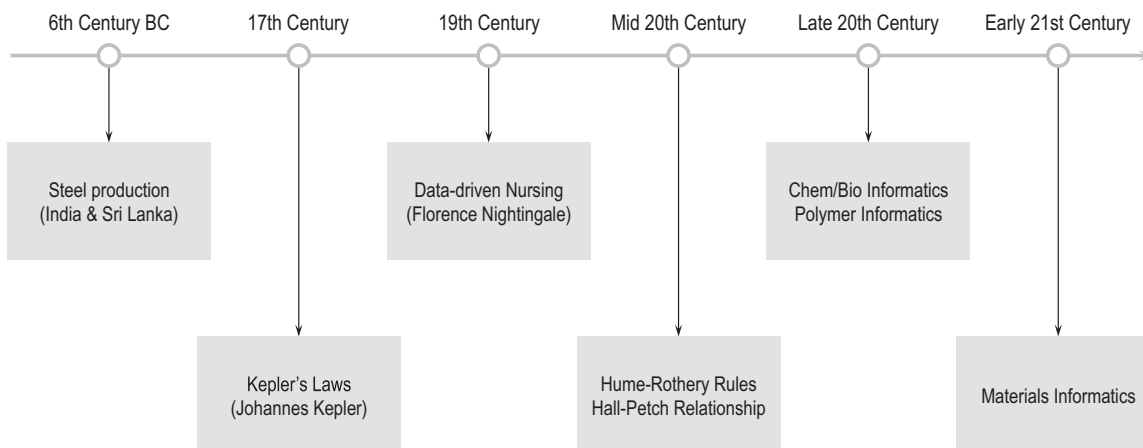 6th Century BC
17th Century
19th Century
Mid 20th Century
Late 20th Century
Early 21st Century
Steel production
(India & Sri Lanka)
Data-driven Nursing
(Florence Nightingale)
Chem/Bio Informatics
Polymer Informatics
Kepler’s Laws
(Johannes Kepler)
Hume-Rothery Rules
Hall-Petch Relationship
Materials Informatics